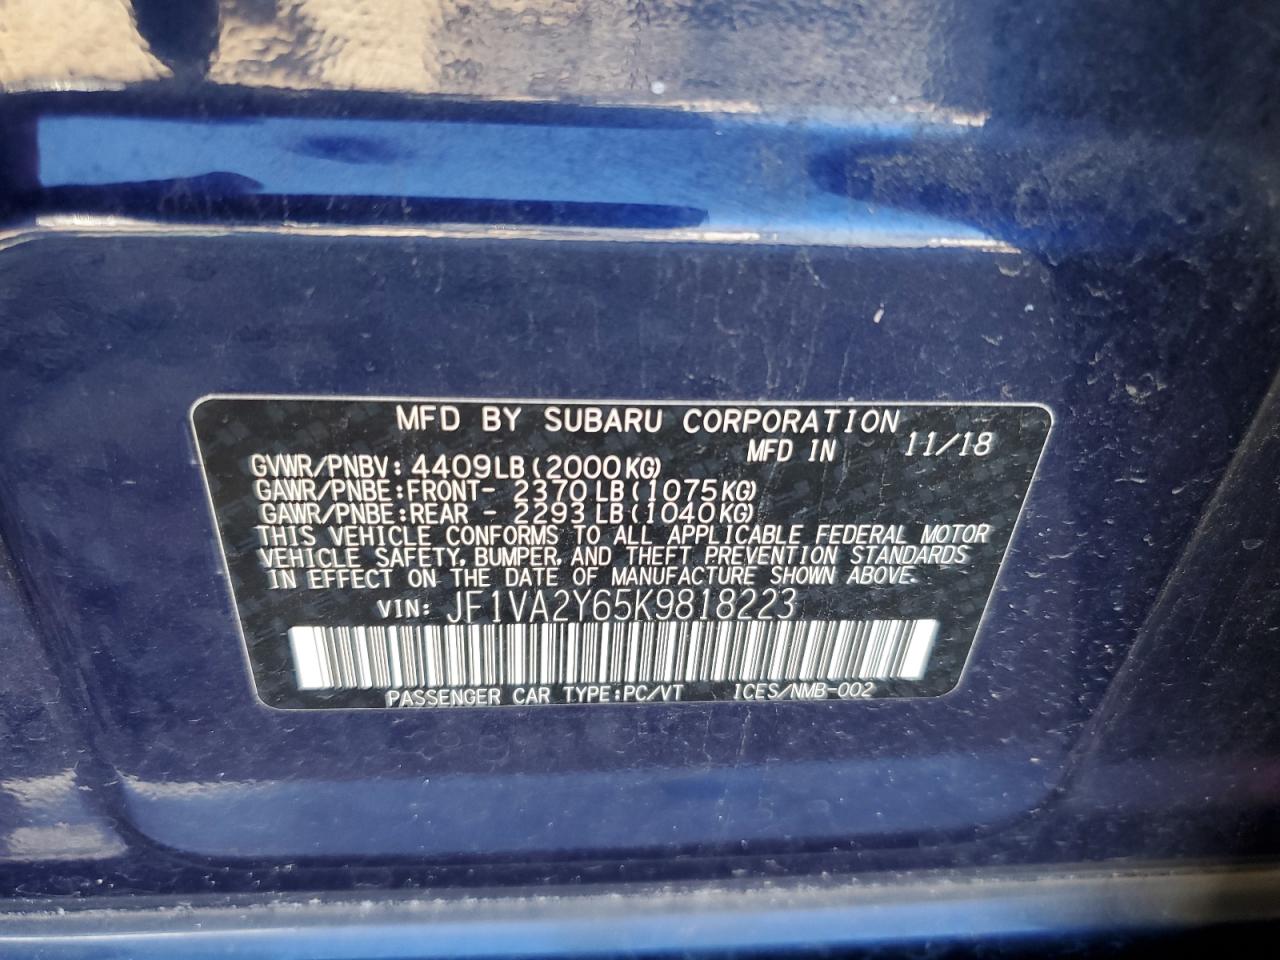 MFD BY SUBARU CORPORATION
MFD IN 11/18
GVWR/PNBV: 4409LB(2000KG)
GAWR/PNBE:FRONT- 2370 LB(1075KG)
GAWR/PNBE:REAR - 2293 LB(1040KG)
THIS VEHICLE CONFORMS TO ALL APPLICABLE FEDERAL MOTOR
VEHICLE SAFETY, BUMPER, AND THEFT PREVENTION STANDARDS
IN EFFECT ON THE DATE OF MANUFACTURE SHOWN ABOVE.
VIN: JF1VA2Y65K9818223
PASSENGER CAR TYPE:PC/VT ICES/NMB-002